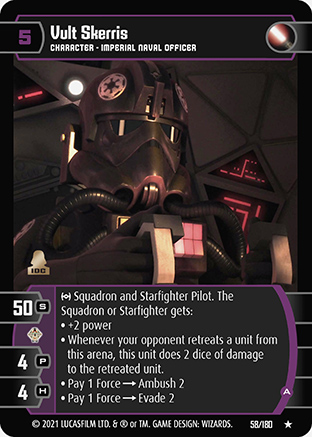 5 Vult Skerris
CHARACTER - IMPERIAL NAVAL OFFICER
IDC
50 S
4 P
4 H
Squadron and Starfighter Pilot. The
Squadron or Starfighter gets:
• +2 power
• Whenever your opponent retreats a unit from
this arena, this unit does 2 dice of damage
to the retreated unit.
• Pay 1 Force → Ambush 2
• Pay 1 Force → Evade 2
A
© 2021 LUCASFILM LTD. & ® or TM. GAME DESIGN: WIZARDS. 58/180 ★